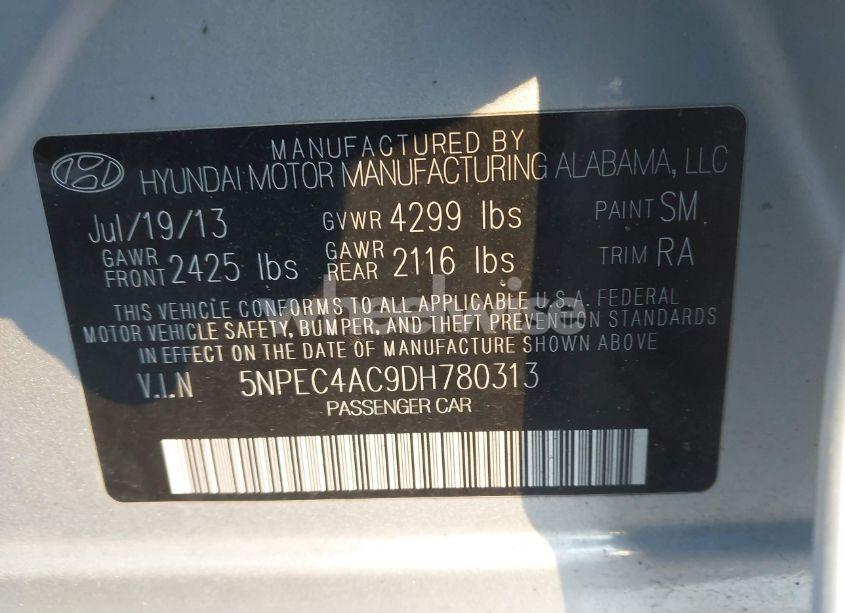 MANUFACTURED BY
HYUNDAI MOTOR MANUFACTURING ALABAMA, LLC
Jul/19/13 GVWR 4299 lbs PAINT SM
GAWR FRONT 2425 lbs GAWR REAR 2116 lbs TRIM RA
THIS VEHICLE CONFORMS TO ALL APPLICABLE U.S.A. FEDERAL
MOTOR VEHICLE SAFETY, BUMPER, AND THEFT PREVENTION STANDARDS
IN EFFECT ON THE DATE OF MANUFACTURE SHOWN ABOVE.
V.I.N 5NPEC4AC9DH780313
PASSENGER CAR
wheelwise